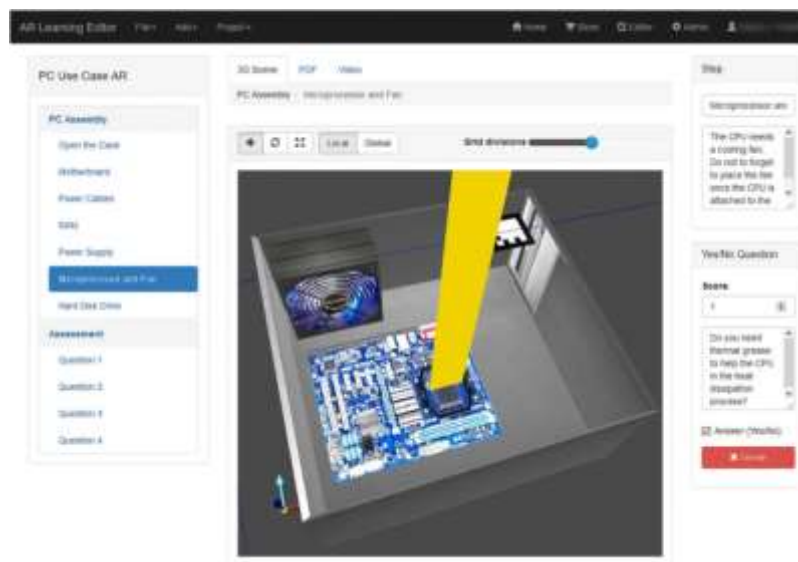 AR Learning Editor File Add Project Home Store Editor Admin
PC Use Case AR
PC Assembly
Open the Case
Motherboard
Power Cables
RAM
Power Supply
Microprocessor and Fan
Hard Disk Drive
Assessment
Question 1
Question 2
Question 3
Question 4
3D Scene PDF Video
PC Assembly / Microprocessor and Fan
Local Global Grid divisions
Step
Microprocessor and
The CPU needs
a cooling fan.
Do not to forget
to place the fan
once the CPU is
attached to the
Yes/No Question
Score
1
Do you need
thermal grease
to help the CPU
in the heat
dissipation
process?
Answer (Yes/No)